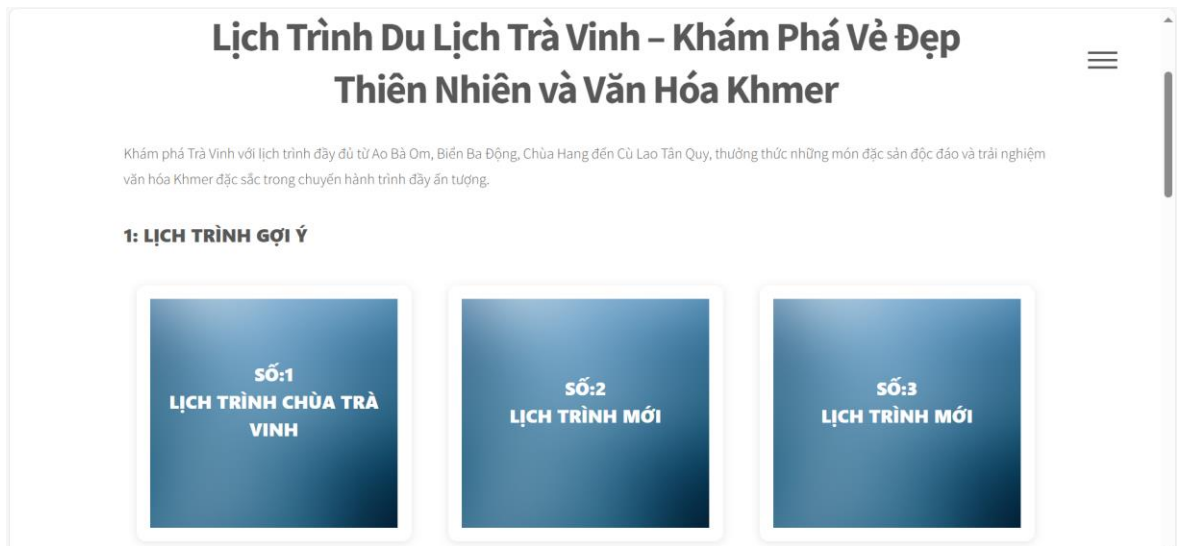 Lịch Trình Du Lịch Trà Vinh – Khám Phá Vẻ Đẹp
Thiên Nhiên và Văn Hóa Khmer
Khám phá Trà Vinh với lịch trình đầy đủ từ Ao Bà Om, Biển Ba Động, Chùa Hang đến Cù Lao Tân Quy, thưởng thức những món đặc sản độc đáo và trải nghiệm
văn hóa Khmer đặc sắc trong chuyến hành trình đầy ấn tượng.
1: LỊCH TRÌNH GỢI Ý
SỐ:1
LỊCH TRÌNH CHÙA TRÀ
VINH
SỐ:2
LỊCH TRÌNH MỚI
SỐ:3
LỊCH TRÌNH MỚI